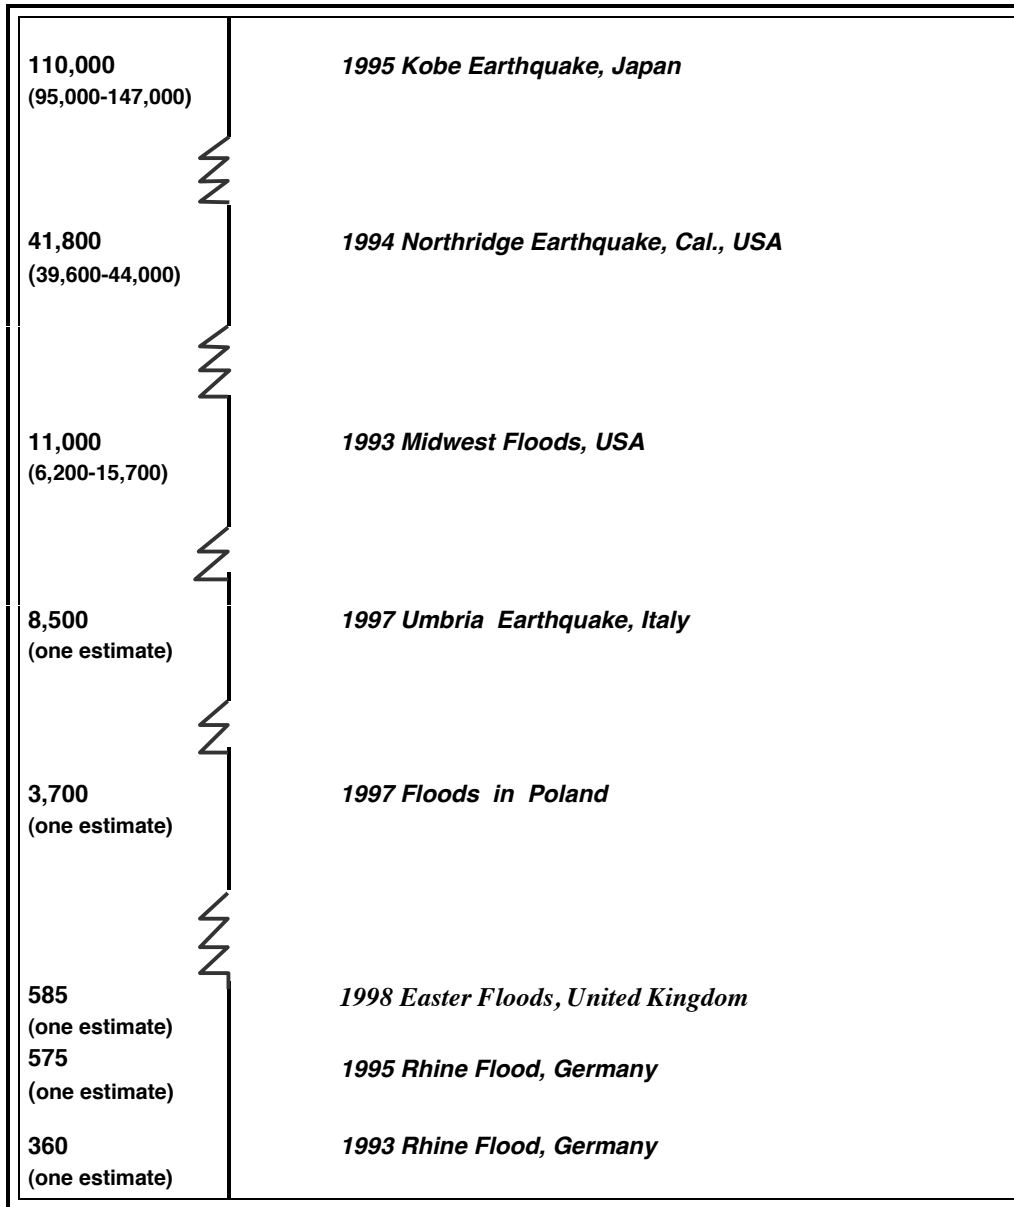 110,000
1995 Kobe Earthquake, Japan
(95,000-147,000)
41,800
1994 Northridge Earthquake, Cal., USA
(39,600-44,000)
11,000
1993 Midwest Floods, USA
(6,200-15,700)
8,500
1997 Umbria Earthquake, Italy
(one estimate)
3,700
1997 Floods in Poland
(one estimate)
585
1998 Easter Floods, United Kingdom
(one estimate)
575
1995 Rhine Flood, Germany
(one estimate)
360
1993 Rhine Flood, Germany
(one estimate)